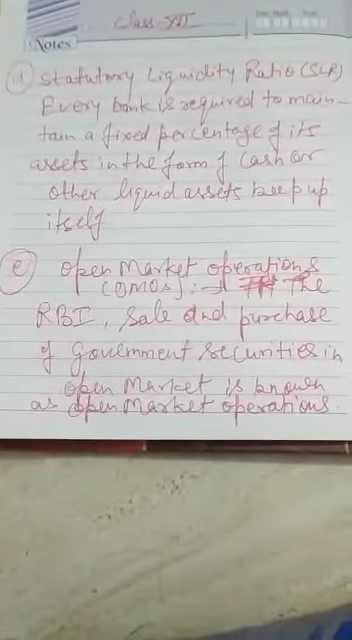 Class-XII
Notes
(d) Statutory Liquidity Ratio (SLR)
Every bank is required to main-
tain a fixed percentage of its
assets in the form of cash or
other liquid assets keep up
itself
(e) Open Market operations
(OMOs): → The
RBI, Sale and purchase
of government securities in
open Market is known
as open Market operations.